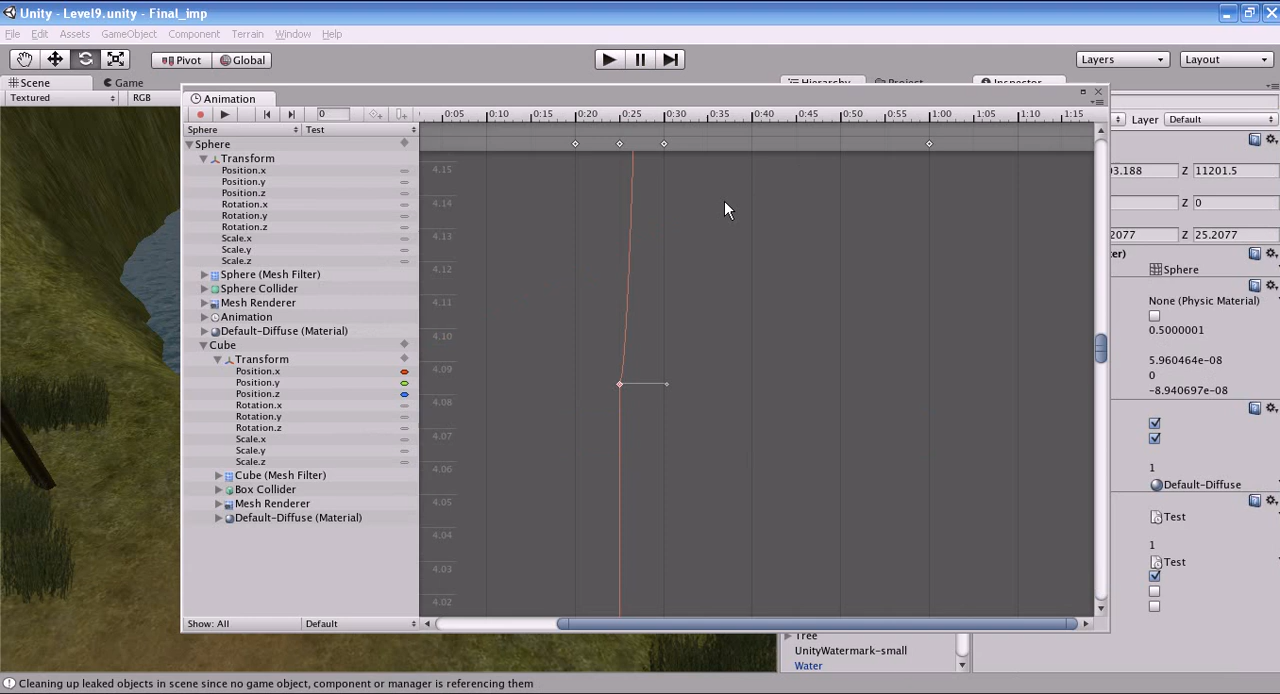 Unity - Level9.unity - Final_imp
File Edit Assets GameObject Component Terrain Window Help
Pivot Global Layers Layout
Scene Game Hierarchy Project Inspector
Textured RGB
Animation
Layer Default
0 0:05 0:10 0:15 0:20 0:25 0:30 0:35 0:40 0:45 0:50 0:55 1:00 1:05 1:10 1:15
Sphere Test
Sphere
Transform
Position.x
Position.y
Position.z
Rotation.x
Rotation.y
Rotation.z
Scale.x
Scale.y
Scale.z
Sphere (Mesh Filter)
Sphere Collider
Mesh Renderer
Animation
Default-Diffuse (Material)
Cube
Transform
Position.x
Position.y
Position.z
Rotation.x
Rotation.y
Rotation.z
Scale.x
Scale.y
Scale.z
Cube (Mesh Filter)
Box Collider
Mesh Renderer
Default-Diffuse (Material)
Show: All Default
4.15
4.14
4.13
4.12
4.11
4.10
4.09
4.08
4.07
4.06
4.05
4.04
4.03
4.02
3.188 Z 11201.5
Z 0
2077 Z 25.2077
er)
Sphere
None (Physic Material)
0.5000001
5.960464e-08
0
-8.940697e-08
1
Default-Diffuse
Test
1
Test
Tree
UnityWatermark-small
Water
Cleaning up leaked objects in scene since no game object, component or manager is referencing them